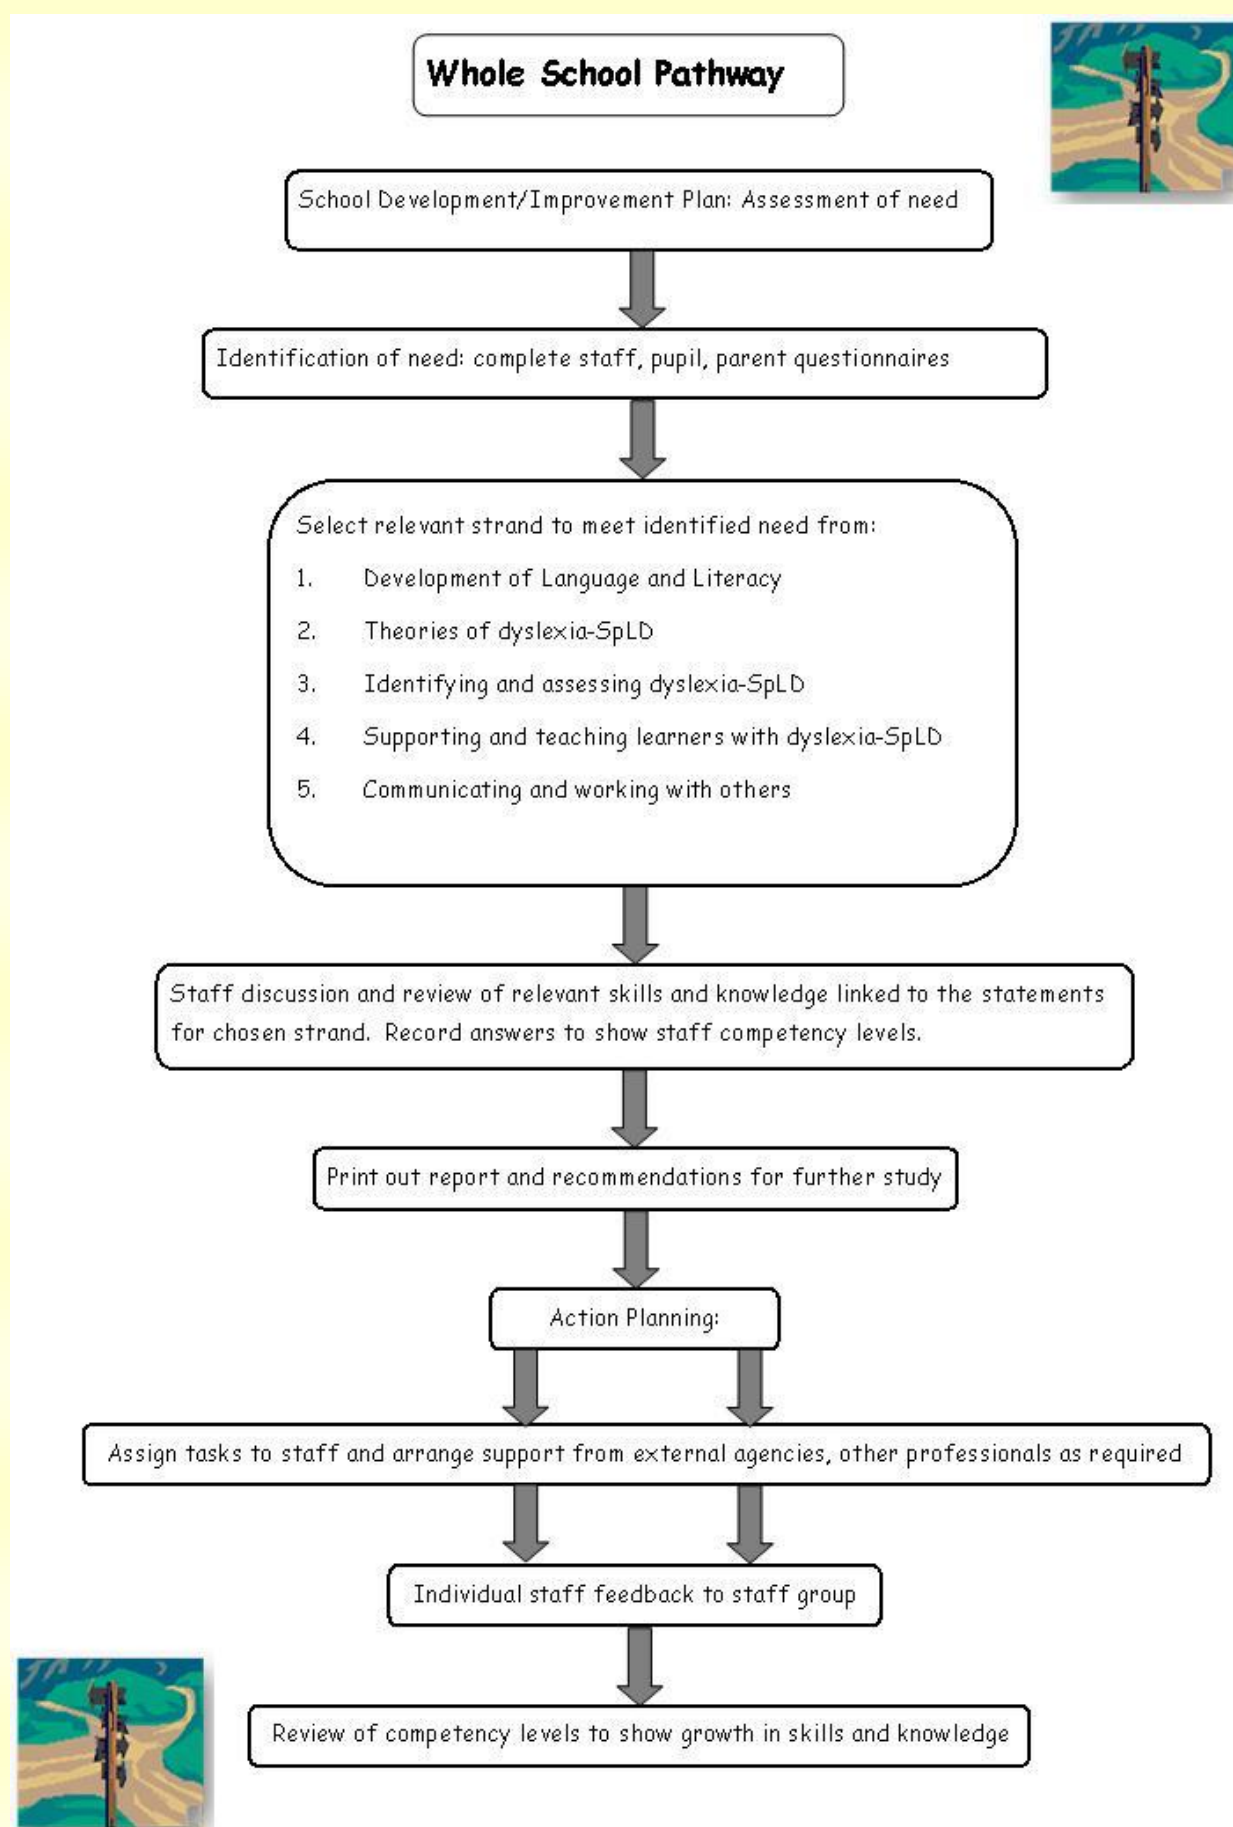 Whole School Pathway
School Development/Improvement Plan: Assessment of need
Identification of need: complete staff, pupil, parent questionnaires
Select relevant strand to meet identified need from:
1. Development of Language and Literacy
2. Theories of dyslexia-SpLD
3. Identifying and assessing dyslexia-SpLD
4. Supporting and teaching learners with dyslexia-SpLD
5. Communicating and working with others
Staff discussion and review of relevant skills and knowledge linked to the statements
for chosen strand. Record answers to show staff competency levels.
Print out report and recommendations for further study
Action Planning:
Assign tasks to staff and arrange support from external agencies, other professionals as required
Individual staff feedback to staff group
Review of competency levels to show growth in skills and knowledge